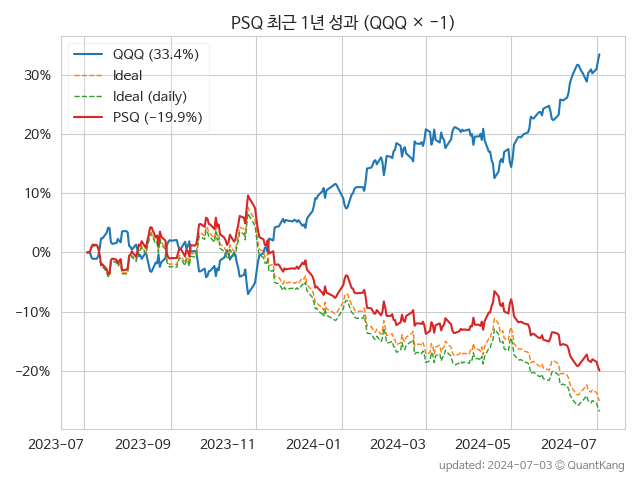 PSQ 최근 1년 성과 (QQQ × −1)
QQQ (33.4%)
Ideal
Ideal (daily)
PSQ (−19.9%)
30%
20%
10%
0%
−10%
−20%
2023-07 2023-09 2023-11 2024-01 2024-03 2024-05 2024-07
updated: 2024-07-03 © QuantKang